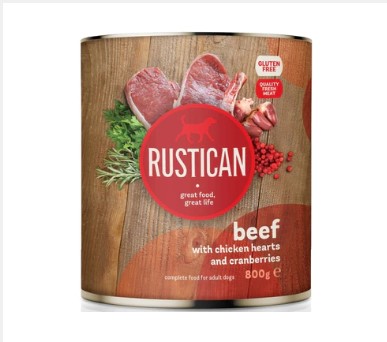 GLUTEN
FREE
QUALITY
FRESH
MEAT
RUSTICAN
great food,
great life
beef
with chicken hearts
and cranberries
complete food for adult dogs
800g ℮